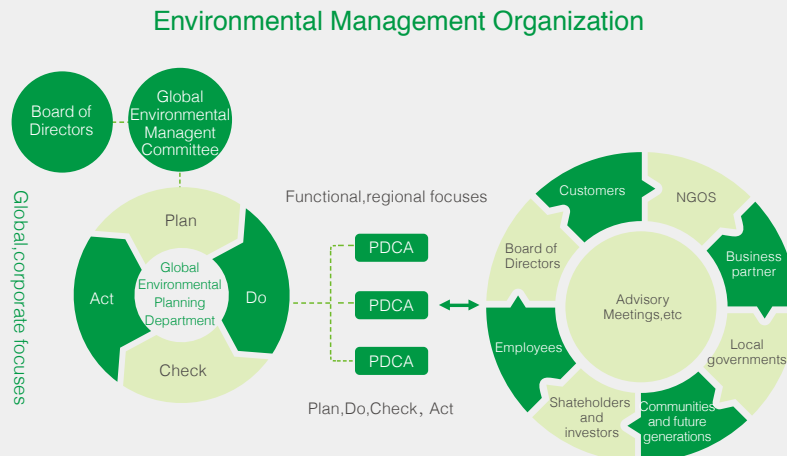 Environmental Management Organization
Board of
Directors
Global
Environmental
Managent
Committee
Global,corporate focuses
Plan
Do
Check
Act
Global
Environmental
Planning
Department
Functional,regional focuses
PDCA
PDCA
PDCA
Plan,Do,Check, Act
Customers
NGOS
Business
partner
Local
governments
Communities
and future
generations
Shateholders
and
investors
Employees
Board of
Directors
Advisory
Meetings,etc